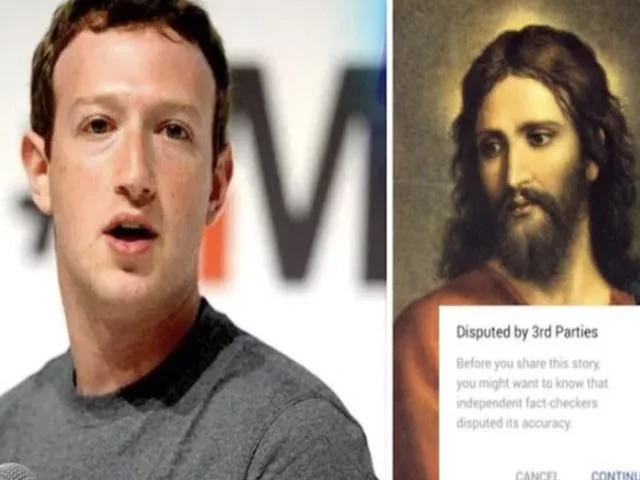 M
Disputed by 3rd Parties
Before you share this story,
you might want to know that
independent fact-checkers
disputed its accuracy.
CANCEL